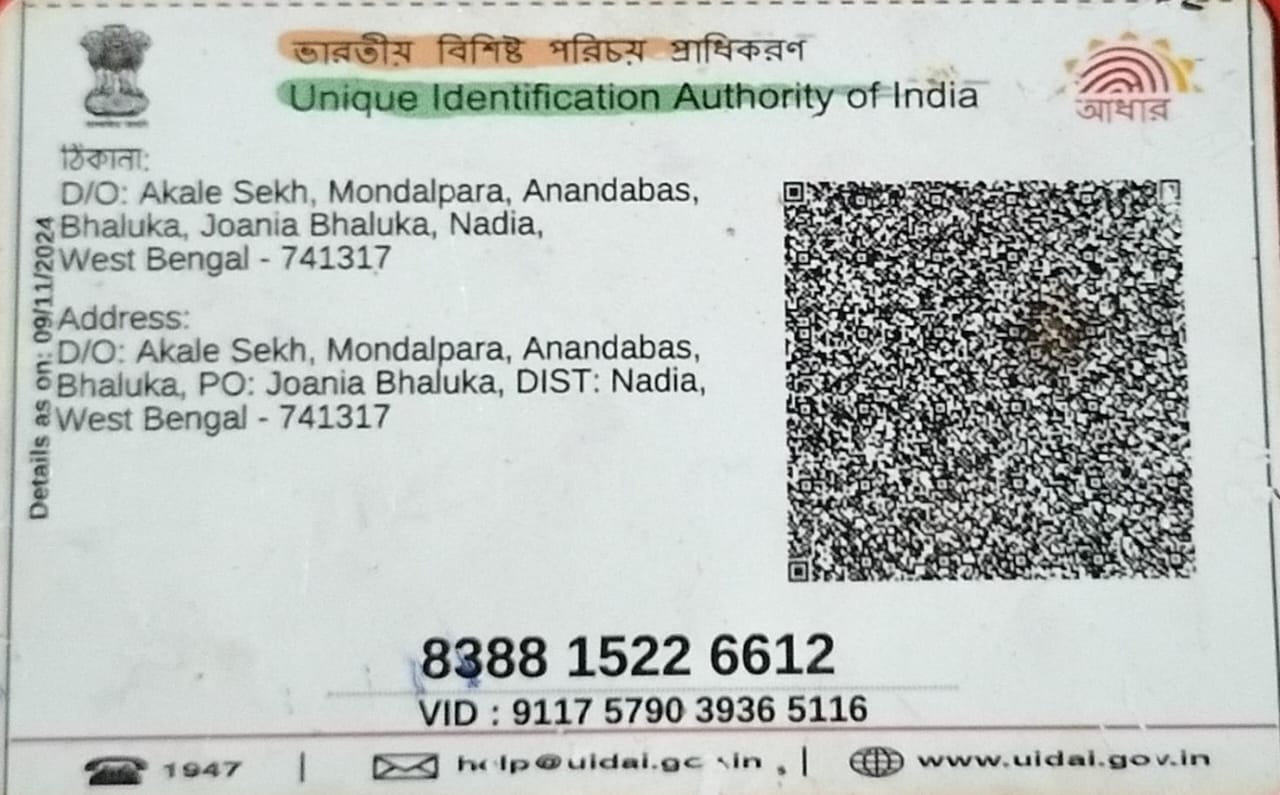 ভারতীয় বিশিষ্ট পরিচয় প্রাধিকরণ
Unique Identification Authority of India
আধার
ঠিকানা:
D/O: Akale Sekh, Mondalpara, Anandabas,
Bhaluka, Joania Bhaluka, Nadia,
West Bengal - 741317
Address:
D/O: Akale Sekh, Mondalpara, Anandabas,
Bhaluka, PO: Joania Bhaluka, DIST: Nadia,
West Bengal - 741317
Details as on: 09/11/2024
8388 1522 6612
VID : 9117 5790 3936 5116
1947 | | www.uidai.gov.in